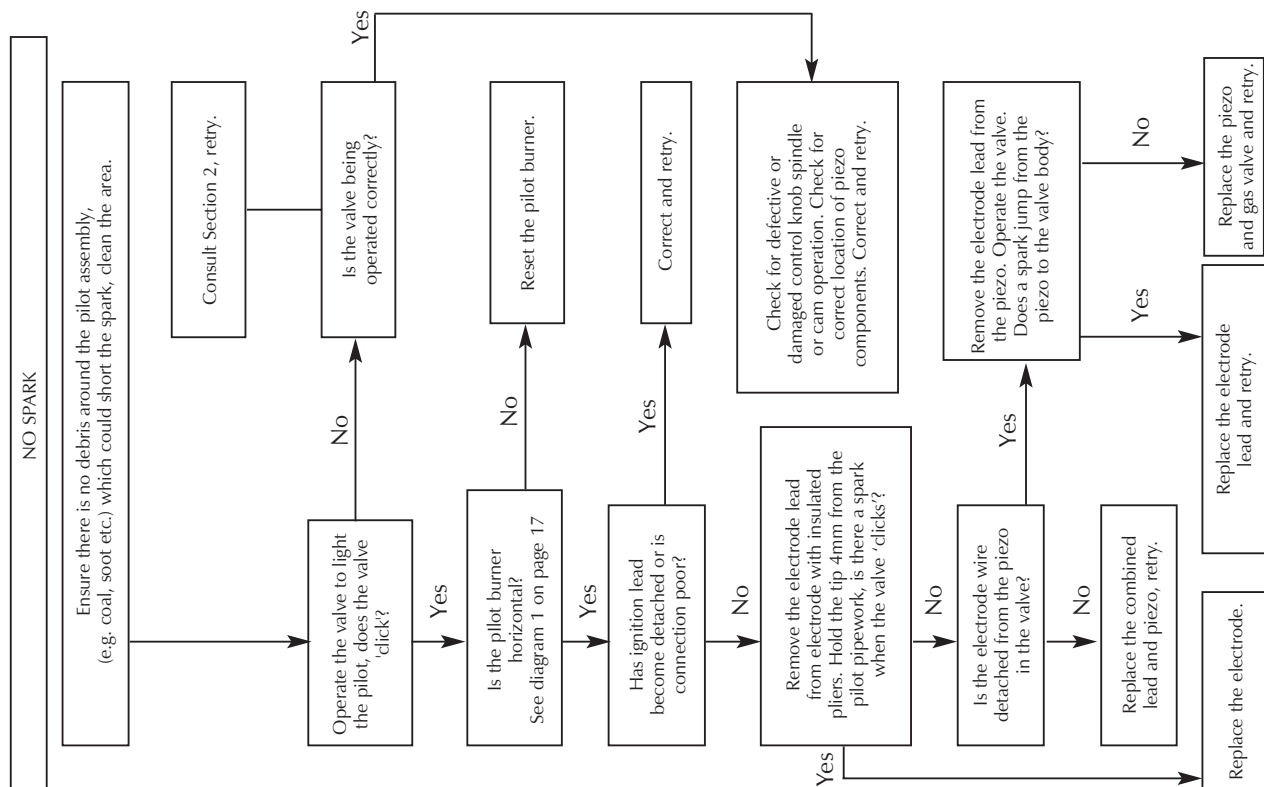 NO SPARK
Ensure there is no debris around the pilot assembly,
(e.g. coal, soot etc.) which could short the spark, clean the area.
Operate the valve to light
the pilot, does the valve
'click'?
No
Is the valve being
operated correctly?
Consult Section 2, retry.
Yes
Check for defective or
damaged control knob spindle
or cam operation. Check for
correct location of piezo
components. Correct and retry.
Yes
Is the pilot burner
horizontal?
See diagram 1 on page 17
No
Reset the pilot burner.
Yes
Has ignition lead
become detached or is
connection poor?
Yes
Correct and retry.
No
Remove the electrode lead
from electrode with insulated
pliers. Hold the tip 4mm from the
pilot pipework, is there a spark
when the valve 'clicks'?
Yes
Replace the electrode.
No
Is the electrode wire
detached from the piezo
in the valve?
Yes
Remove the electrode lead from
the piezo. Operate the valve.
Does a spark jump from the
piezo to the valve body?
No
Replace the combined
lead and piezo, retry.
Yes
Replace the electrode
lead and retry.
No
Replace the piezo
and gas valve and retry.